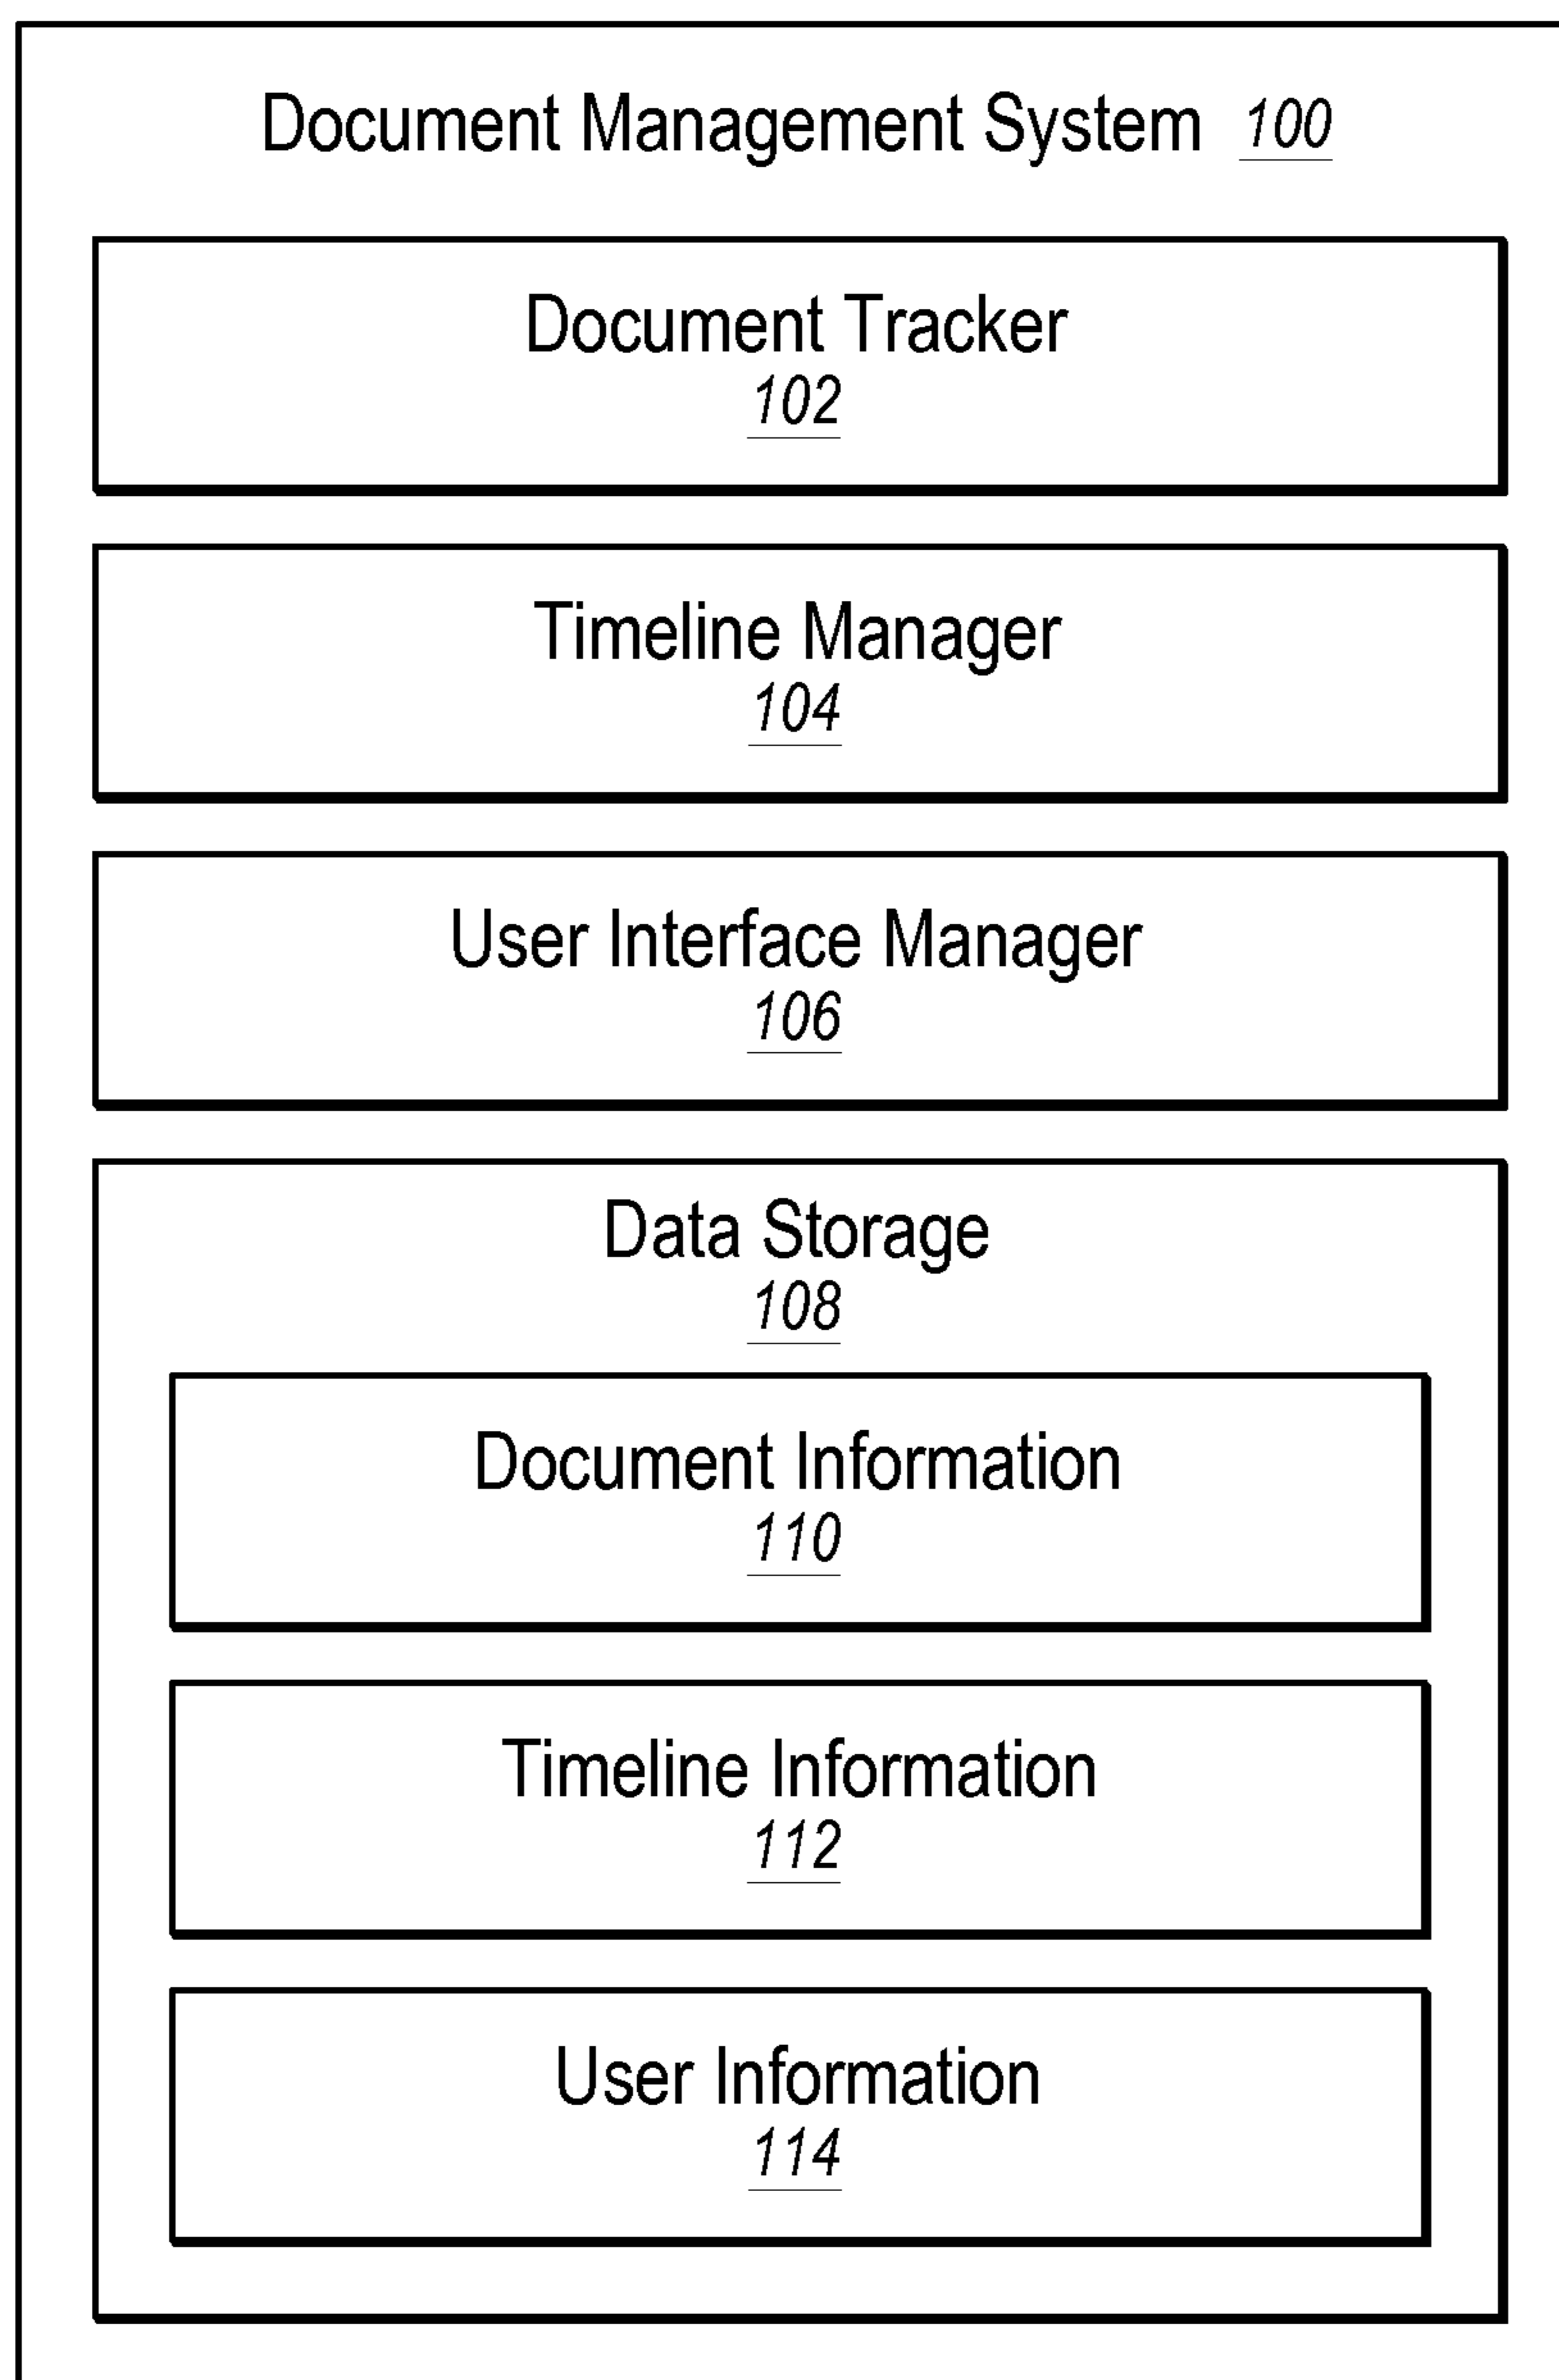 Document Management System 100
Document Tracker
102
Timeline Manager
104
User Interface Manager
106
Data Storage
108
Document Information
110
Timeline Information
112
User Information
114